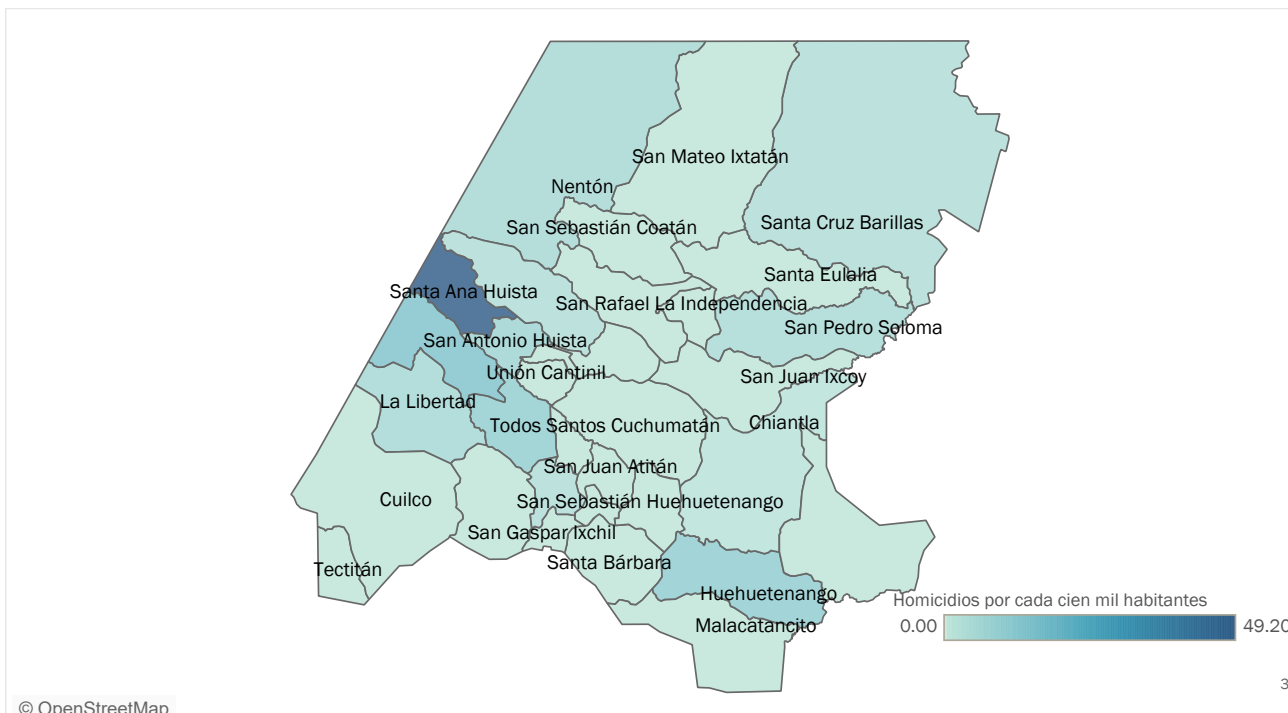 San Mateo Ixtatán
Nentón
San Sebastián Coatán
Santa Cruz Barillas
Santa Eulalia
Santa Ana Huista
San Rafael La Independencia
San Pedro Soloma
San Antonio Huista
Unión Cantinil
San Juan Ixcoy
La Libertad
Todos Santos Cuchumatán
Chiantla
San Juan Atitán
Cuilco
San Sebastián Huehuetenango
San Gaspar Ixchil
Santa Bárbara
Tectitán
Huehuetenango
Malacatancito
Homicidios por cada cien mil habitantes
0.00
49.20
3
© OpenStreetMap